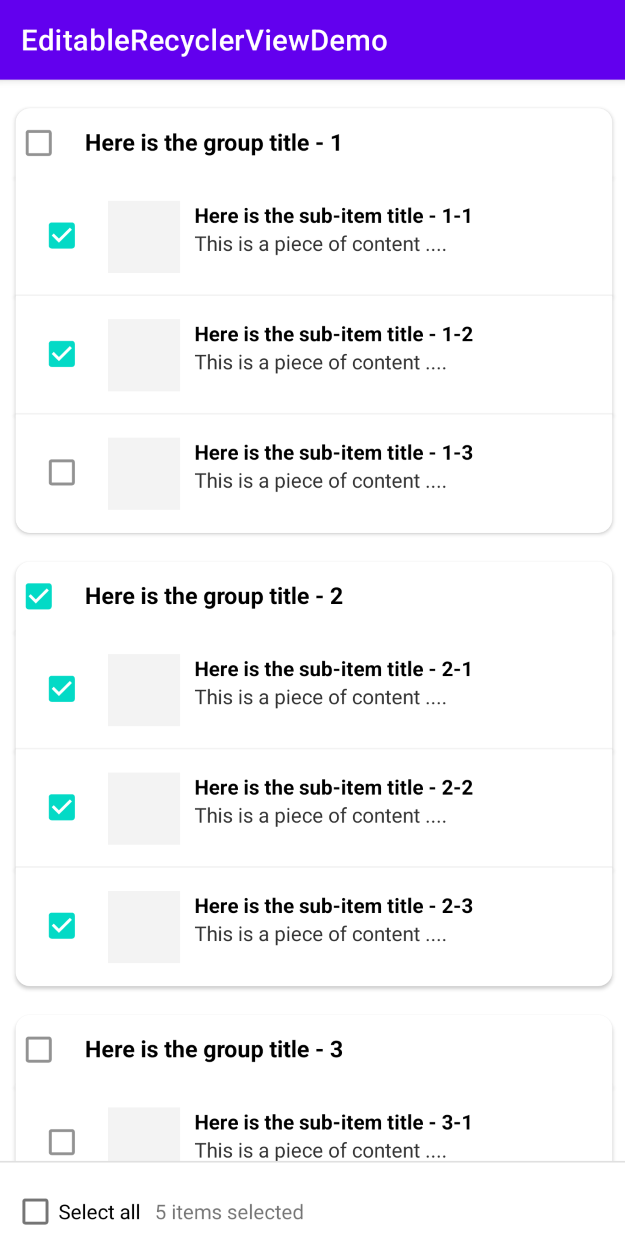 EditableRecyclerViewDemo
Here is the group title - 1
Here is the sub-item title - 1-1
This is a piece of content ....
Here is the sub-item title - 1-2
This is a piece of content ....
Here is the sub-item title - 1-3
This is a piece of content ....
Here is the group title - 2
Here is the sub-item title - 2-1
This is a piece of content ....
Here is the sub-item title - 2-2
This is a piece of content ....
Here is the sub-item title - 2-3
This is a piece of content ....
Here is the group title - 3
Here is the sub-item title - 3-1
This is a piece of content ....
Select all 5 items selected